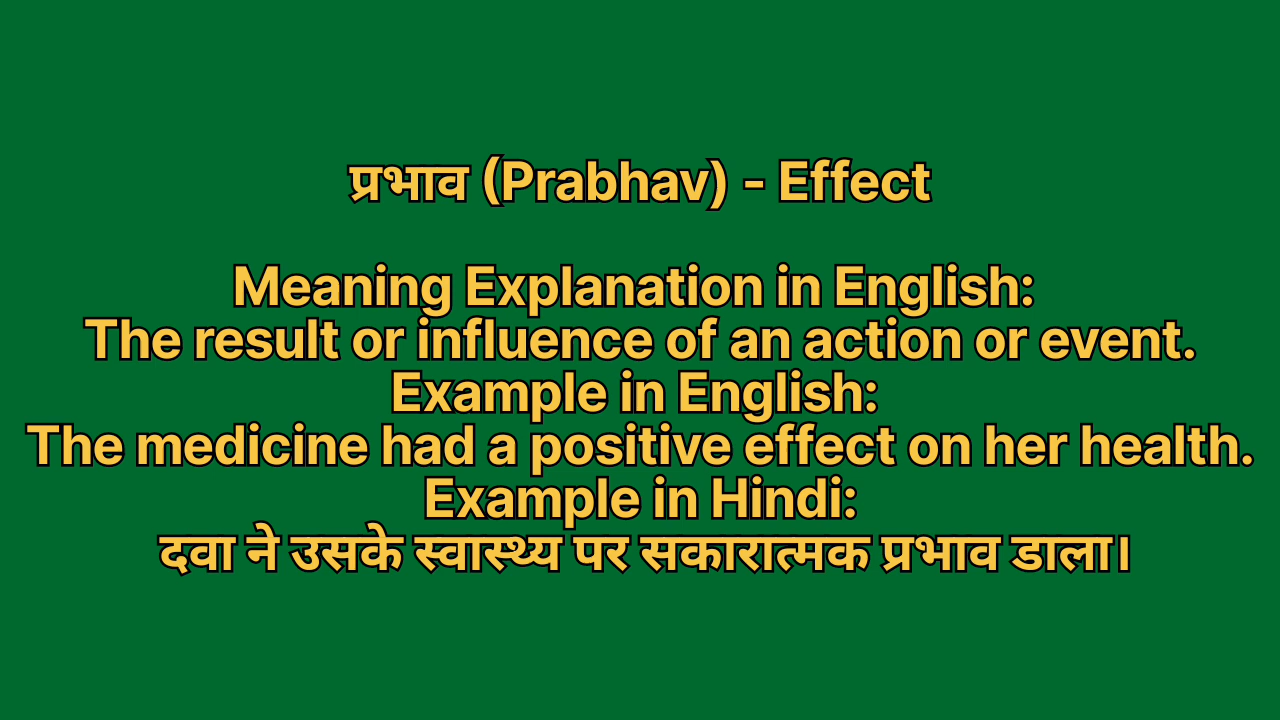 प्रभाव (Prabhav) - Effect
Meaning Explanation in English:
The result or influence of an action or event.
Example in English:
The medicine had a positive effect on her health.
Example in Hindi:
दवा ने उसके स्वास्थ्य पर सकारात्मक प्रभाव डाला।